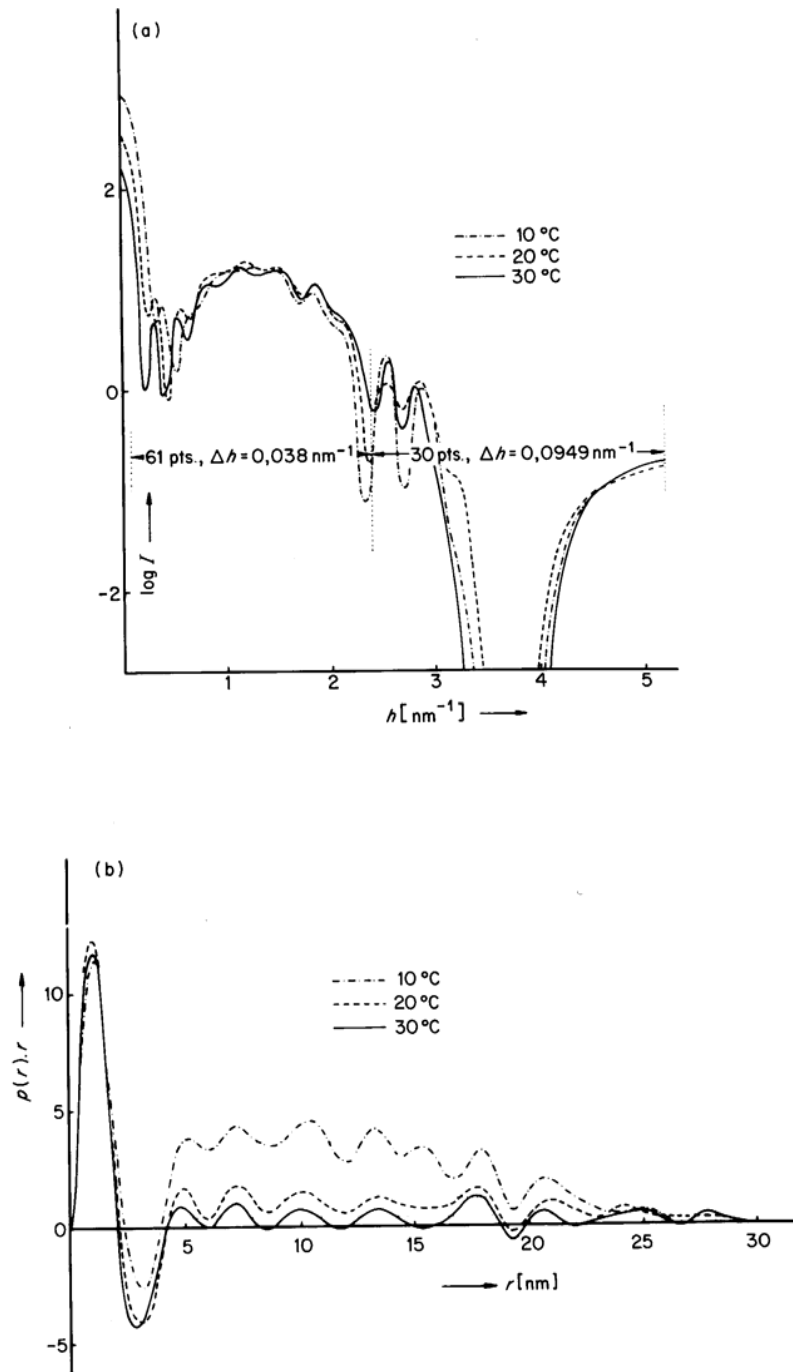 (a)
2
0
-2
log I
10 °C
20 °C
30 °C
61 pts., Δh = 0,038 nm⁻¹
30 pts., Δh = 0,0949 nm⁻¹
1 2 3 4 5
h [nm⁻¹]
(b)
10
5
0
-5
p(r).r
10 °C
20 °C
30 °C
5 10 15 20 25 30
r [nm]